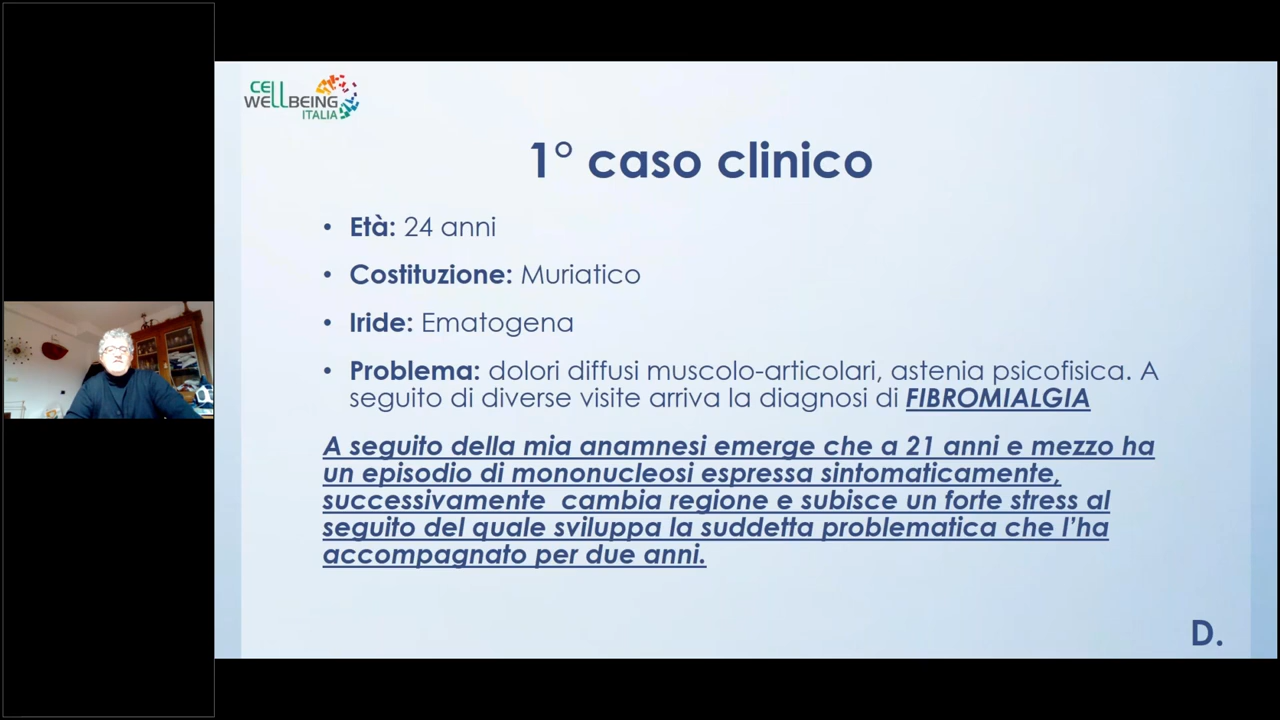 CELL
WELLBEING
ITALIA
1° caso clinico
• Età: 24 anni
• Costituzione: Muriatico
• Iride: Ematogena
• Problema: dolori diffusi muscolo-articolari, astenia psicofisica. A
seguito di diverse visite arriva la diagnosi di FIBROMIALGIA
A seguito della mia anamnesi emerge che a 21 anni e mezzo ha
un episodio di mononucleosi espressa sintomaticamente,
successivamente cambia regione e subisce un forte stress al
seguito del quale sviluppa la suddetta problematica che l’ha
accompagnato per due anni.
D.